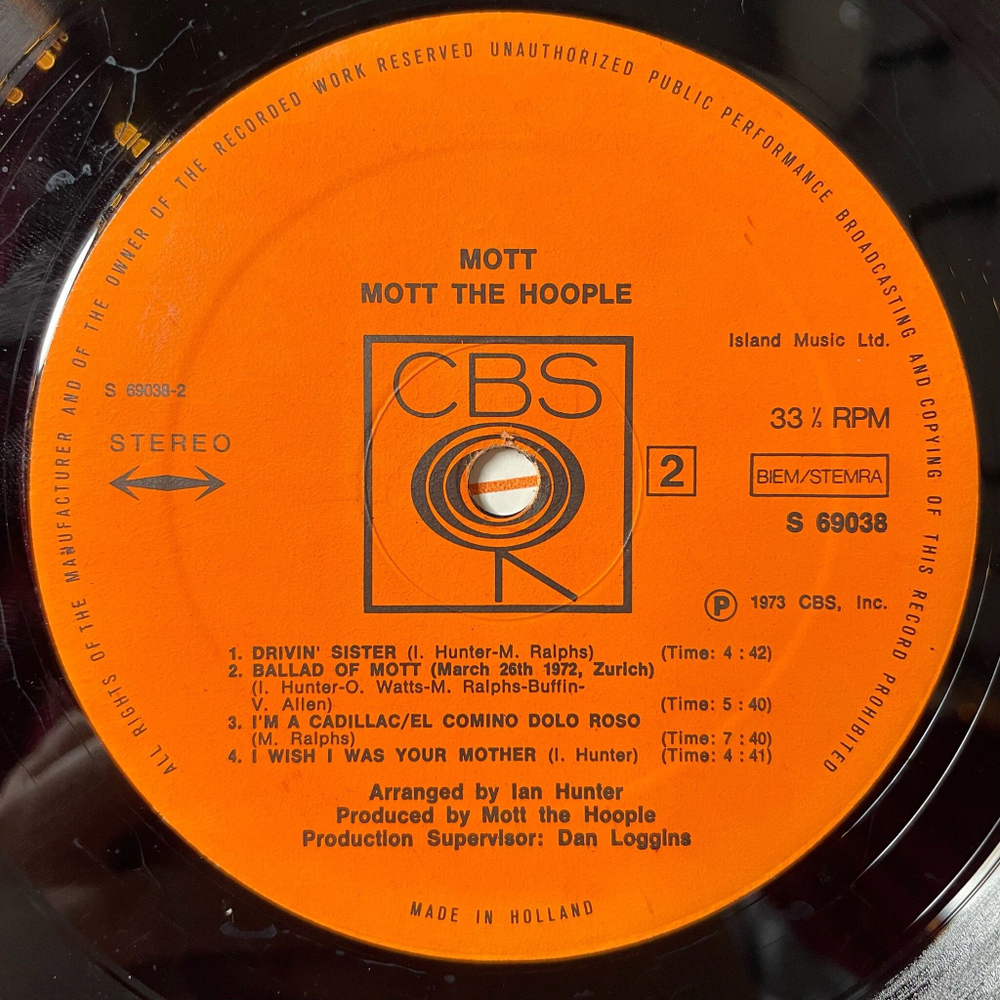 ALL RIGHTS OF THE MANUFACTURER AND OF THE OWNER OF THE RECORDED WORK RESERVED UNAUTHORIZED PUBLIC PERFORMANCE BROADCASTING AND COPYING OF THIS RECORD PROHIBITED
MOTT
MOTT THE HOOPLE
Island Music Ltd.
CBS
S 69038-2
STEREO
33 ⅓ RPM
2
BIEM/STEMRA
S 69038
Ⓟ 1973 CBS, Inc.
1. DRIVIN' SISTER (I. Hunter-M. Ralphs) (Time: 4 : 42)
2. BALLAD OF MOTT (March 26th 1972, Zurich)
(I. Hunter-O. Watts-M. Ralphs-Buffin-
V. Allen) (Time: 5 : 40)
3. I'M A CADILLAC/EL COMINO DOLO ROSO
(M. Ralphs) (Time: 7 : 40)
4. I WISH I WAS YOUR MOTHER (I. Hunter) (Time: 4 : 41)
Arranged by Ian Hunter
Produced by Mott the Hoople
Production Supervisor: Dan Loggins
MADE IN HOLLAND